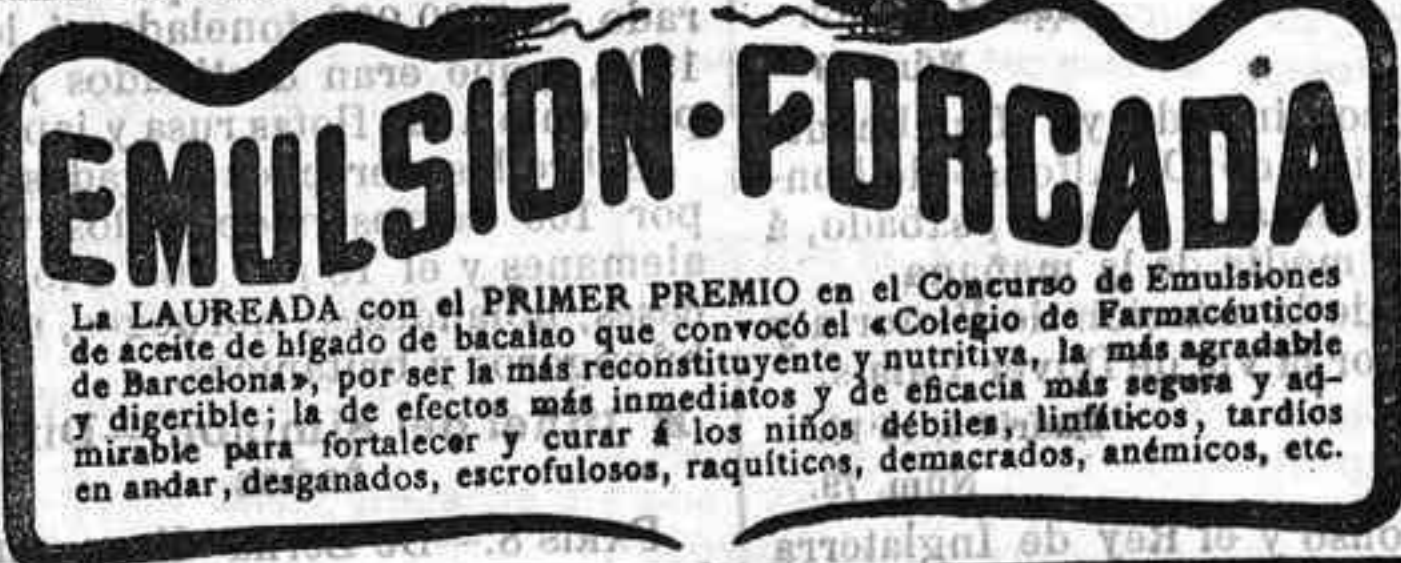 EMULSION·FORCADA
La LAUREADA con el PRIMER PREMIO en el Concurso de Emulsiones
de aceite de hígado de bacalao que convocó el «Colegio de Farmacéuticos
de Barcelona», por ser la más reconstituyente y nutritiva, la más agradable
y digerible; la de efectos más inmediatos y de eficacia más segura y ad-
mirable para fortalecer y curar á los niños débiles, linfáticos, tardíos
en andar, desganados, escrofulosos, raquíticos, demacrados, anémicos, etc.